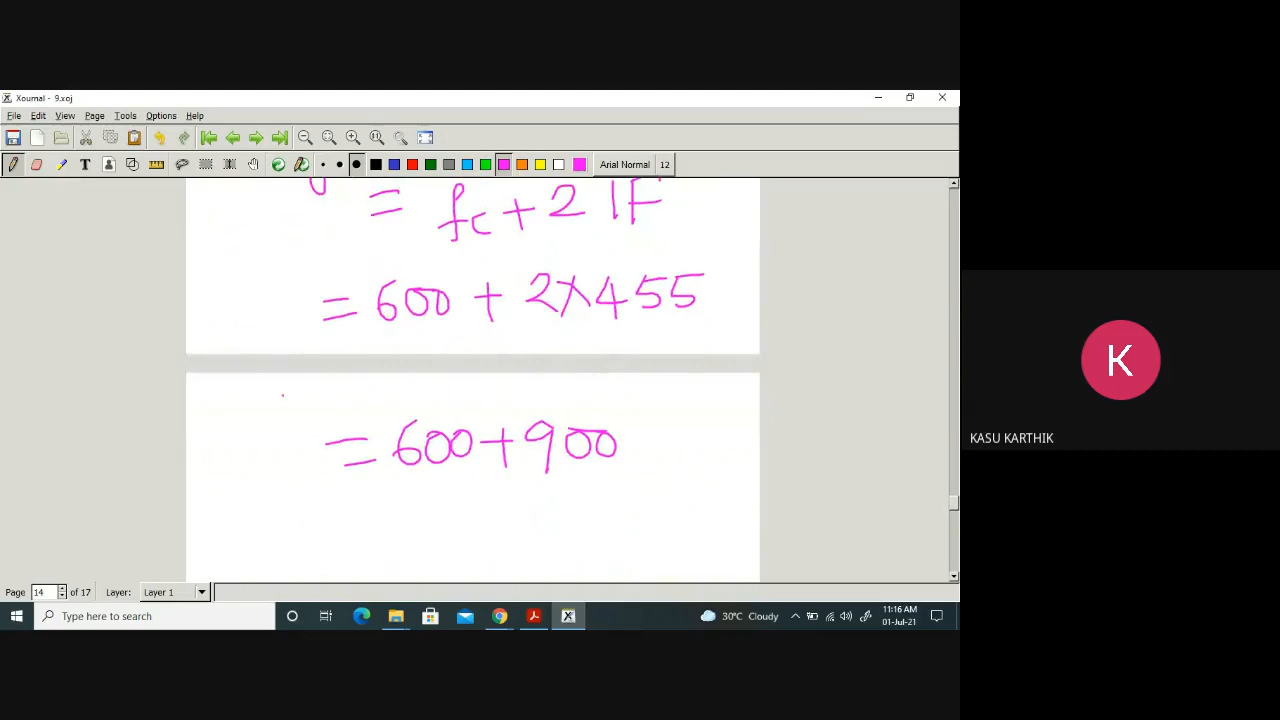 Xournal - 9.xoj
File Edit View Page Tools Options Help
Arial Normal 12
= fc + 2 IF
= 600 + 2×455
= 600+900
K
KASU KARTHIK
Page 14 of 17 Layer: Layer 1
Type here to search
30°C Cloudy
11:16 AM
01-Jul-21